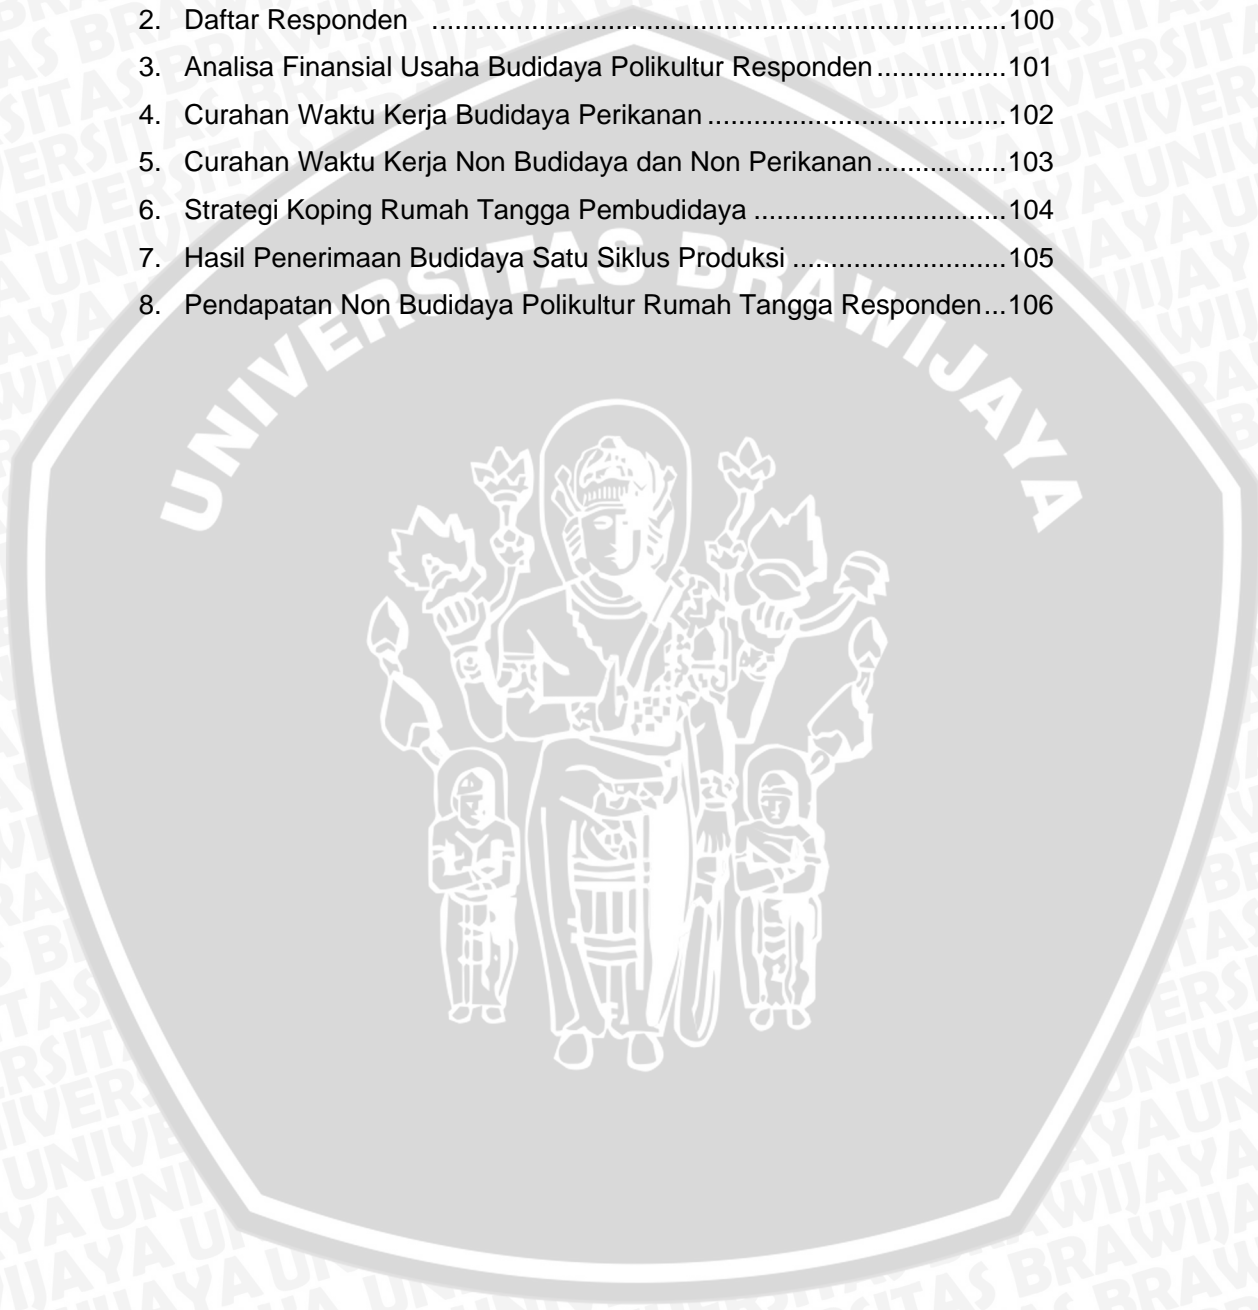 2. Daftar Responden ..........................................................................100
3. Analisa Finansial Usaha Budidaya Polikultur Responden.................101
4. Curahan Waktu Kerja Budidaya Perikanan.......................................102
5. Curahan Waktu Kerja Non Budidaya dan Non Perikanan.................103
6. Strategi Koping Rumah Tangga Pembudidaya.................................104
7. Hasil Penerimaan Budidaya Satu Siklus Produksi............................105
8. Pendapatan Non Budidaya Polikultur Rumah Tangga Responden...106
UNIVERSITAS BRAWIJAYA